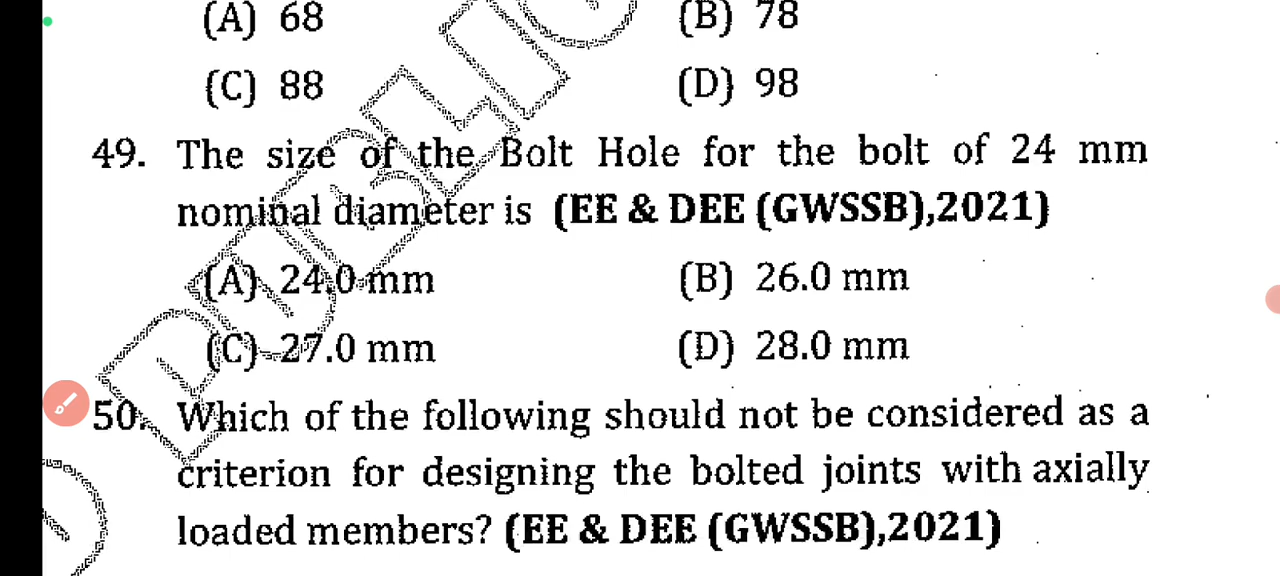 (A) 68 (B) 78
(C) 88 (D) 98
49. The size of the Bolt Hole for the bolt of 24 mm
nominal diameter is (EE & DEE (GWSSB),2021)
(A) 24.0 mm (B) 26.0 mm
(C) 27.0 mm (D) 28.0 mm
50. Which of the following should not be considered as a
criterion for designing the bolted joints with axially
loaded members? (EE & DEE (GWSSB),2021)